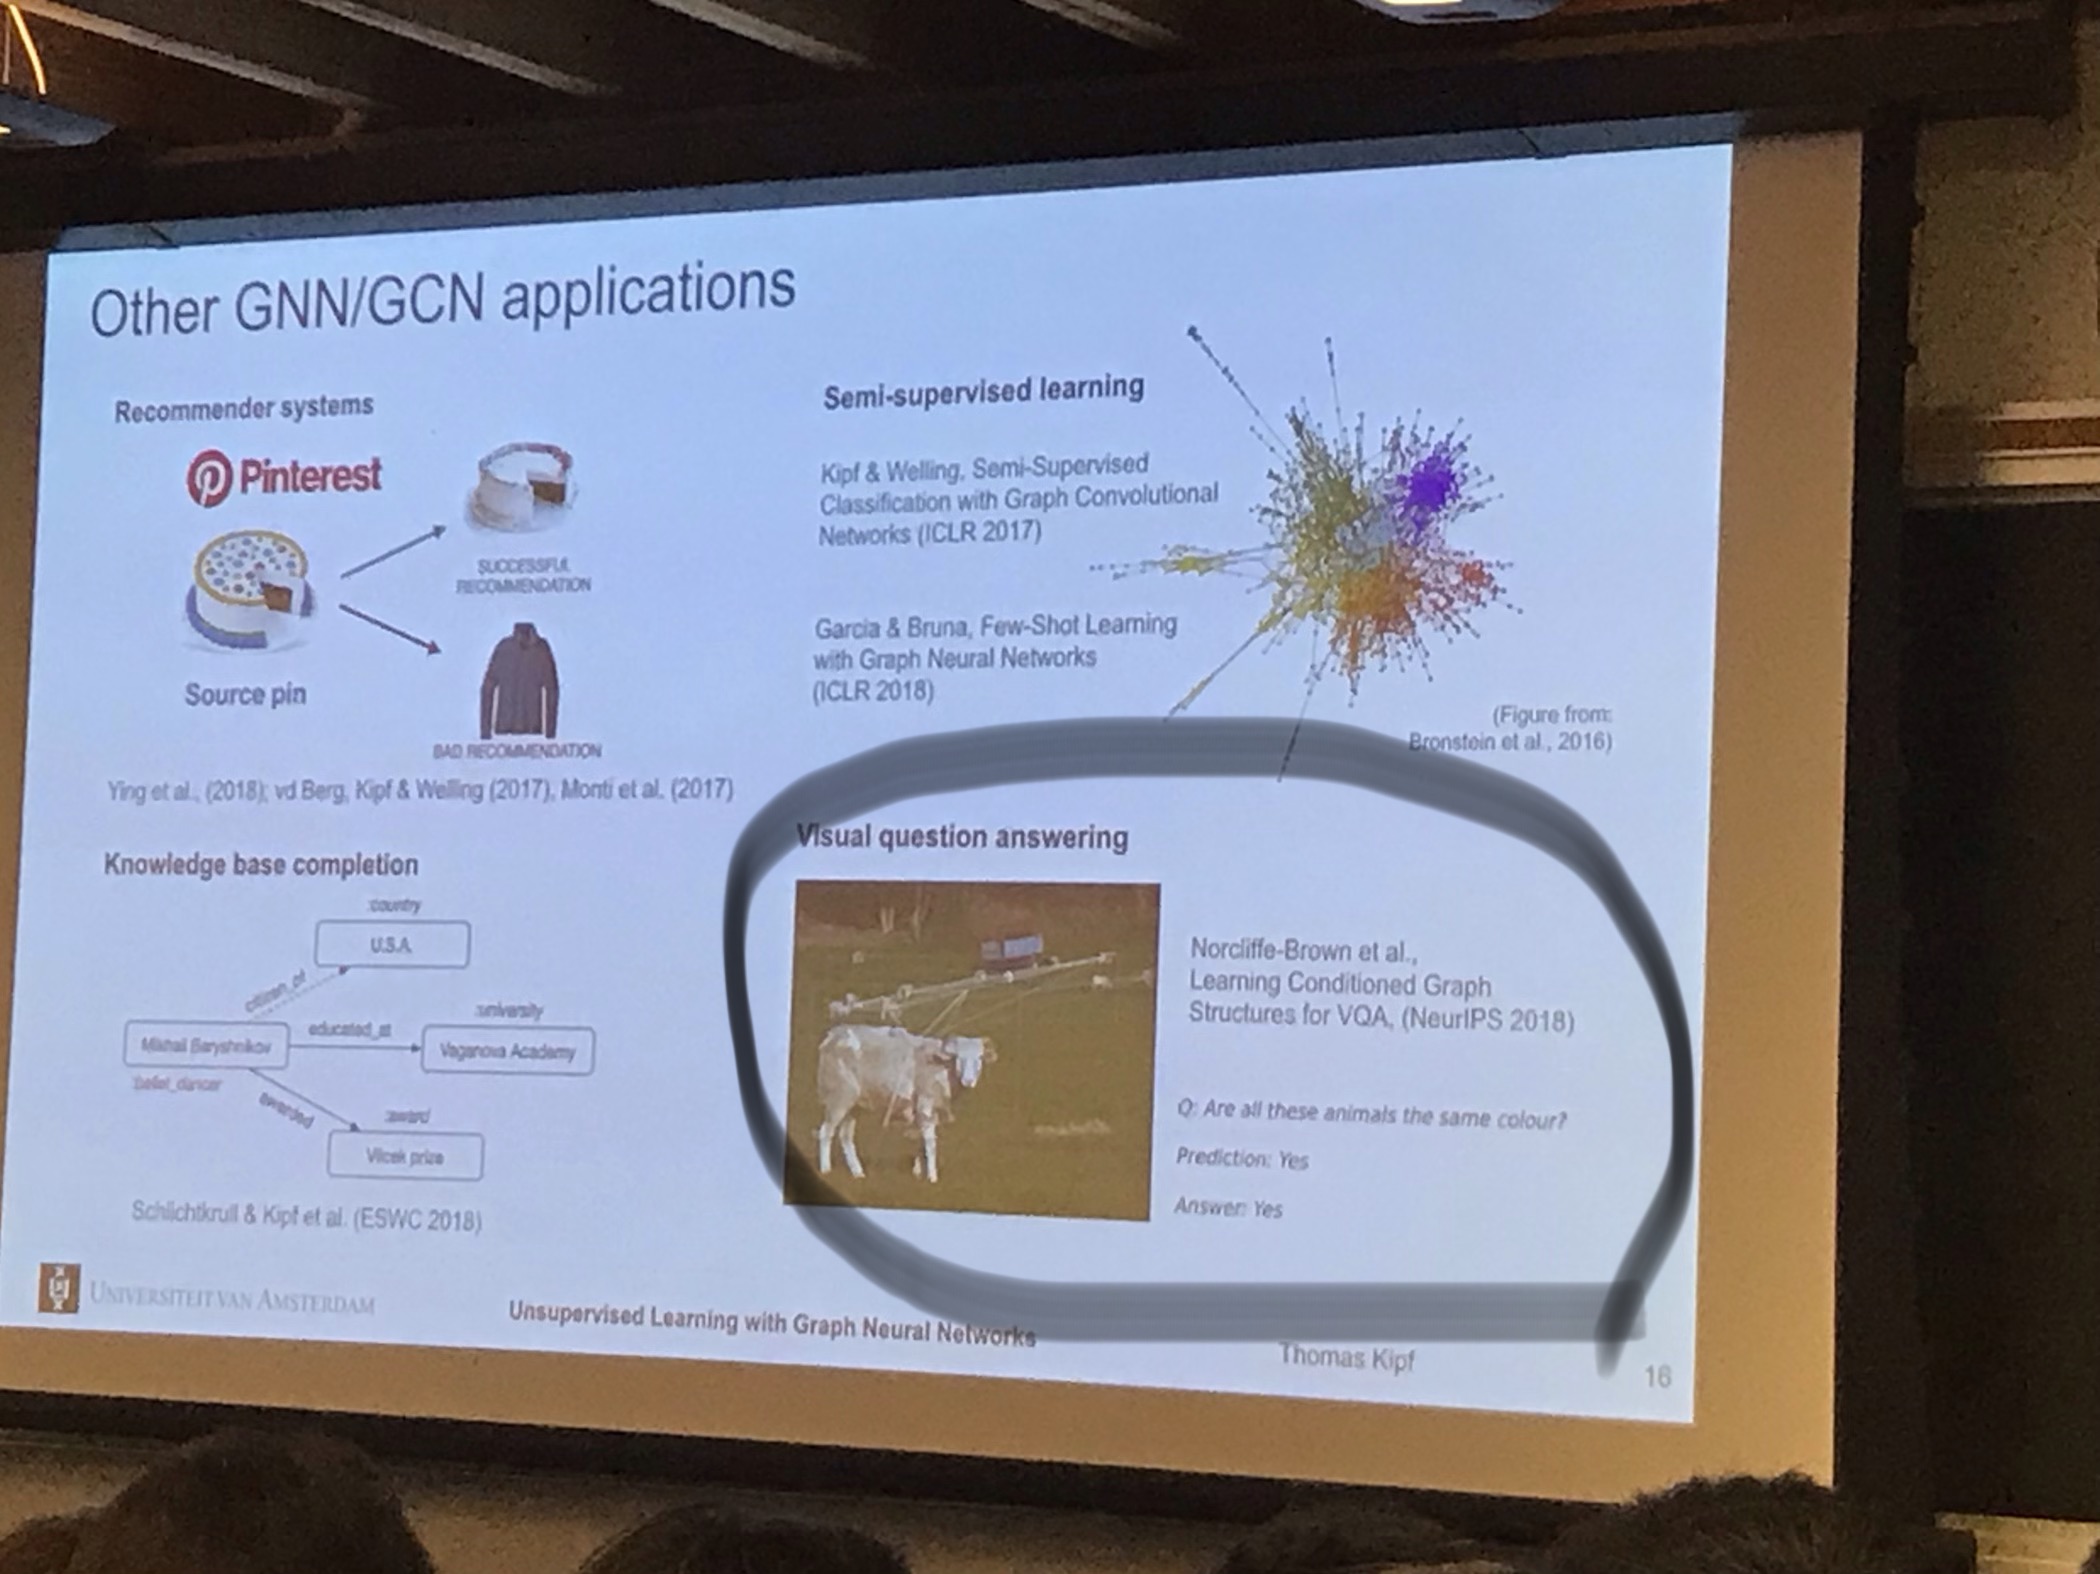 Other GNN/GCN applications
Recommender systems
Pinterest
SUCCESSFUL
RECOMMENDATION
Source pin
BAD RECOMMENDATION
Ying et al., (2018); vd Berg, Kipf & Welling (2017), Monti et al. (2017)
Semi-supervised learning
Kipf & Welling, Semi-Supervised
Classification with Graph Convolutional
Networks (ICLR 2017)
Garcia & Bruna, Few-Shot Learning
with Graph Neural Networks
(ICLR 2018)
(Figure from:
Bronstein et al., 2016)
Knowledge base completion
:country
U.S.A.
citizen_of
:university
Mikhail Baryshnikov
educated_at
Vaganova Academy
:ballet_dancer
awarded
:award
Vilcek prize
Schlichtkrull & Kipf et al. (ESWC 2018)
Visual question answering
Norcliffe-Brown et al.,
Learning Conditioned Graph
Structures for VQA, (NeurIPS 2018)
Q: Are all these animals the same colour?
Prediction: Yes
Answer: Yes
UNIVERSITEIT VAN AMSTERDAM
Unsupervised Learning with Graph Neural Networks
Thomas Kipf
18